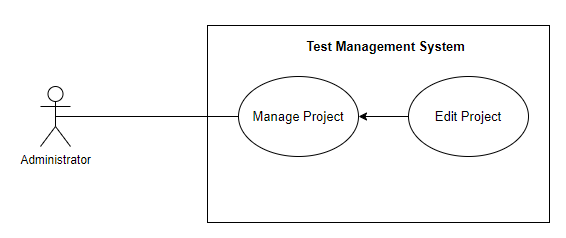 Test Management System
Manage Project
Edit Project
Administrator